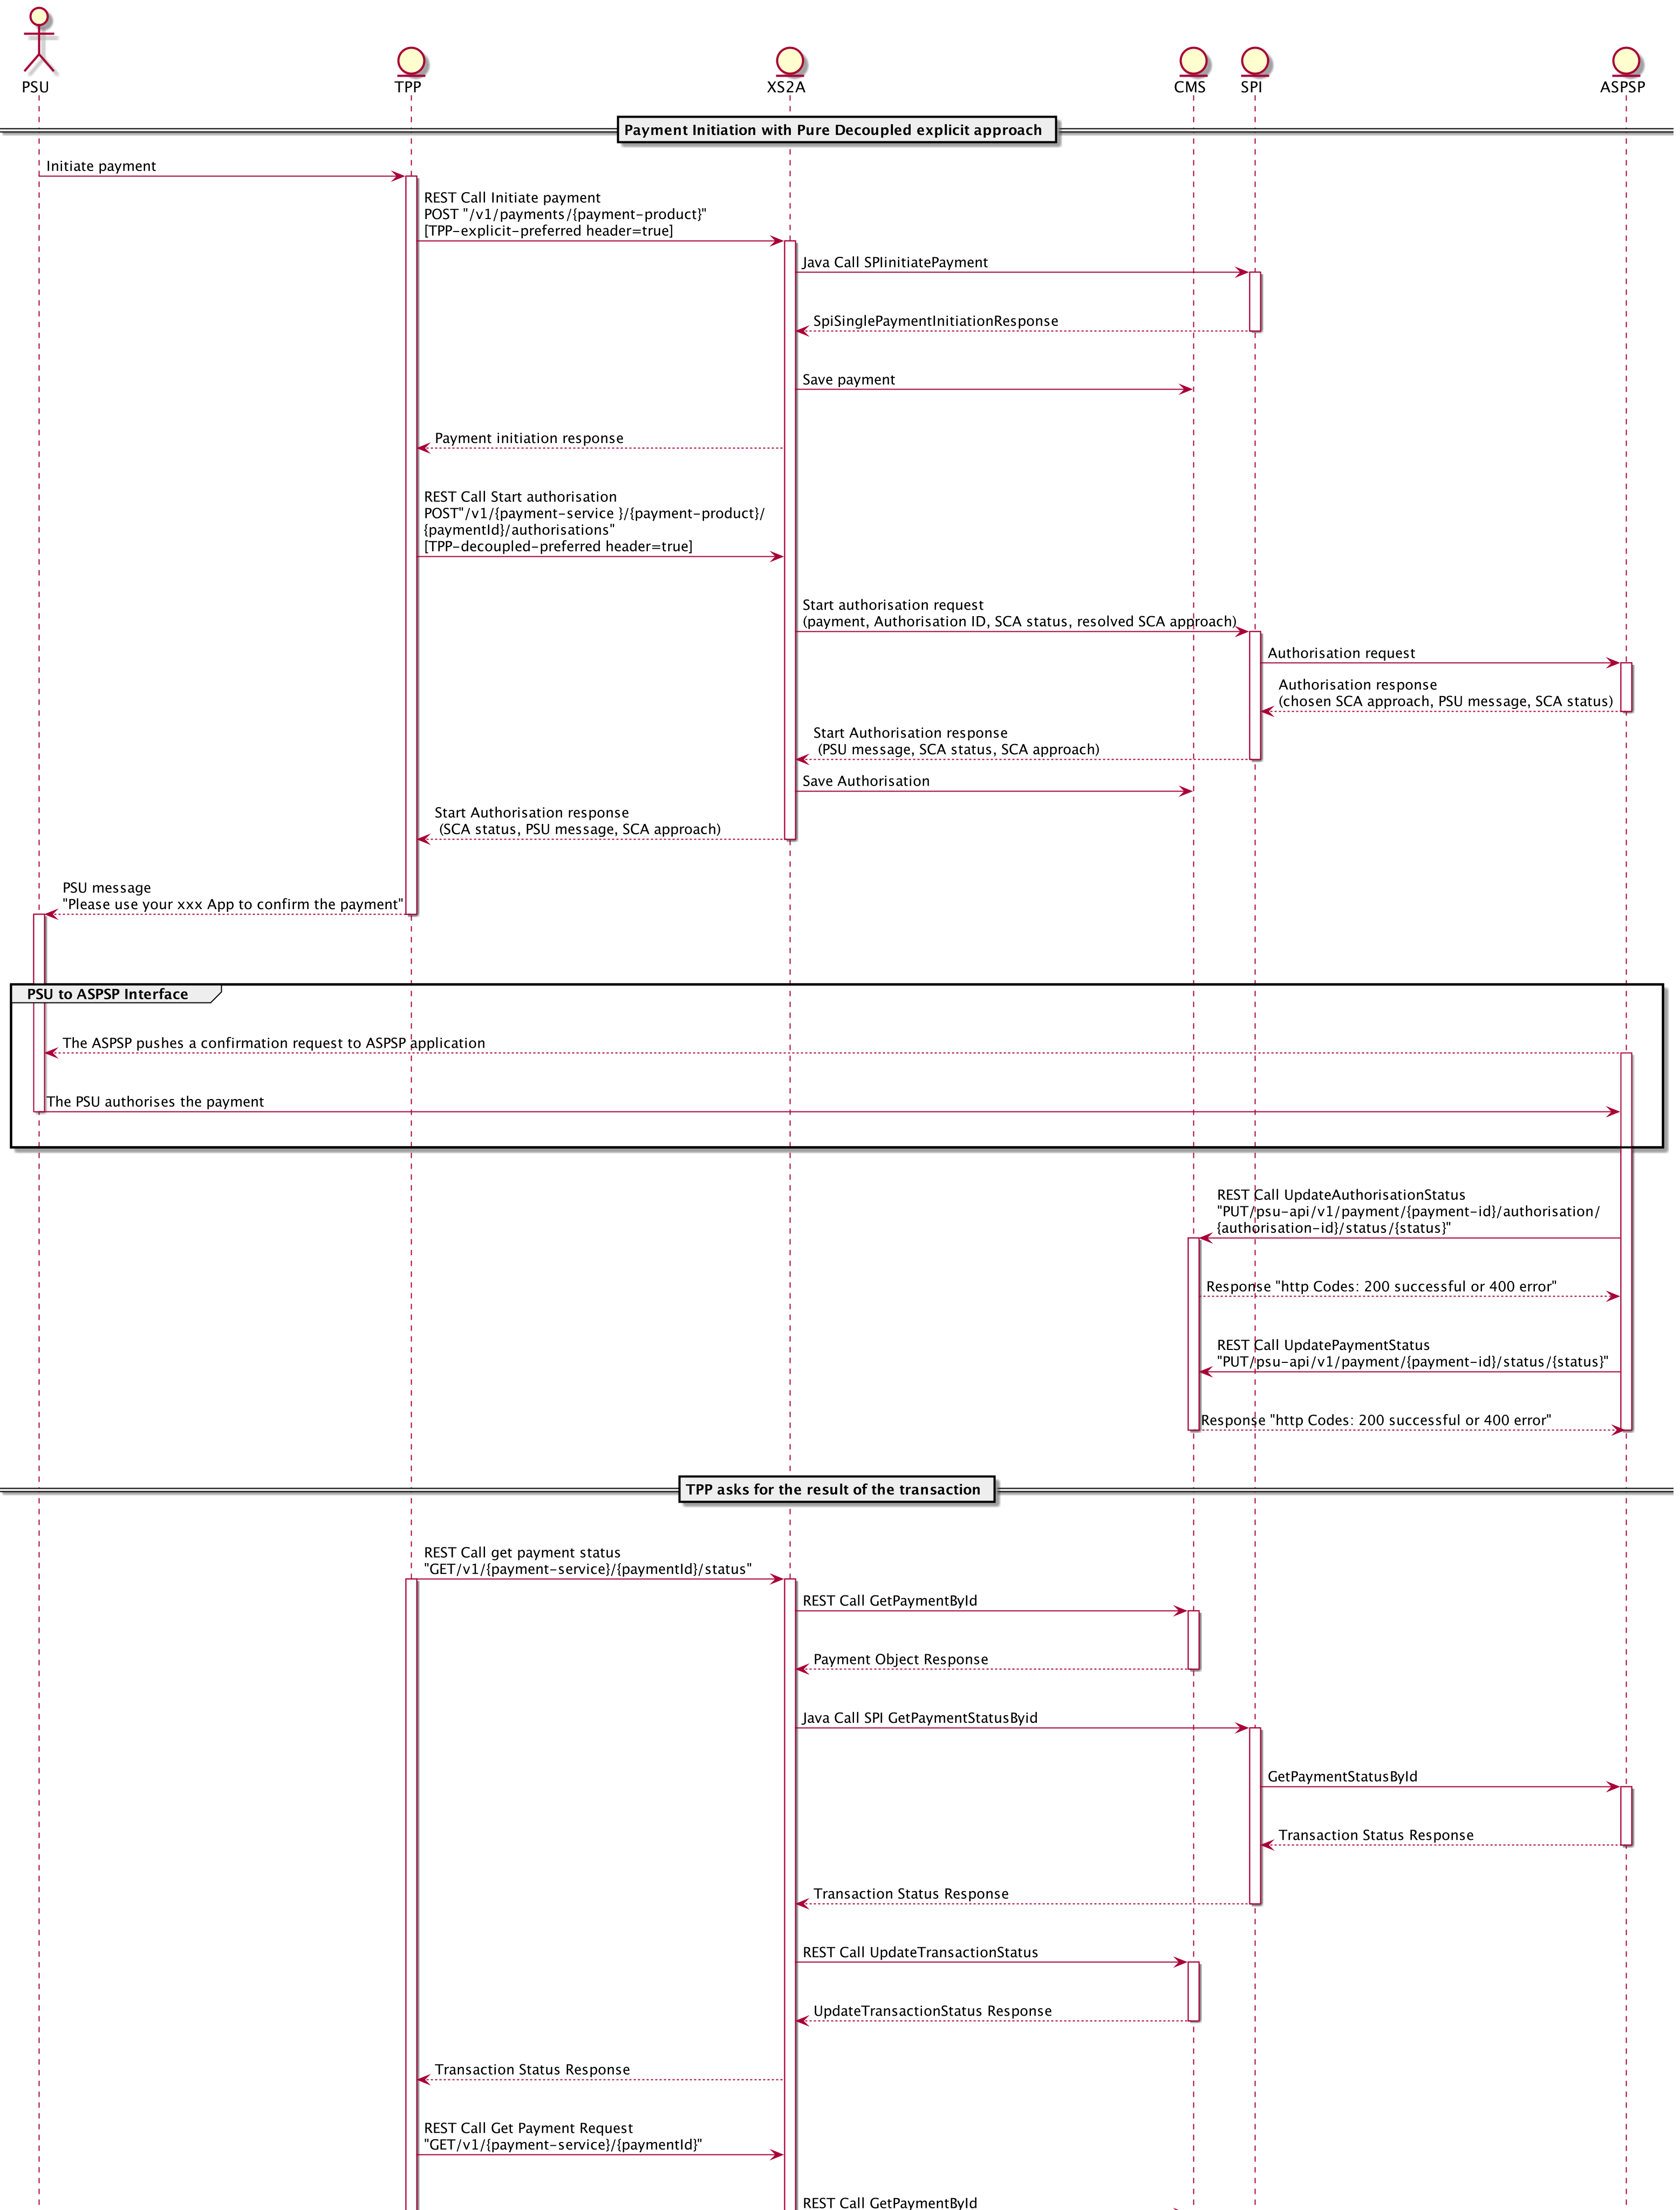 PSU
TPP
XS2A
CMS
SPI
ASPSP
Payment Initiation with Pure Decoupled explicit approach
Initiate payment
REST Call Initiate payment
POST "/v1/payments/{payment-product}"
[TPP-explicit-preferred header=true]
Java Call SPIinitiatePayment
SpiSinglePaymentInitiationResponse
Save payment
Payment initiation response
REST Call Start authorisation
POST"/v1/{payment-service }/{payment-product}/
{paymentId}/authorisations"
[TPP-decoupled-preferred header=true]
Start authorisation request
(payment, Authorisation ID, SCA status, resolved SCA approach)
Authorisation request
Authorisation response
(chosen SCA approach, PSU message, SCA status)
Start Authorisation response
(PSU message, SCA status, SCA approach)
Save Authorisation
Start Authorisation response
(SCA status, PSU message, SCA approach)
PSU message
"Please use your xxx App to confirm the payment"
PSU to ASPSP Interface
The ASPSP pushes a confirmation request to ASPSP application
The PSU authorises the payment
REST Call UpdateAuthorisationStatus
"PUT/psu-api/v1/payment/{payment-id}/authorisation/
{authorisation-id}/status/{status}"
Response "http Codes: 200 successful or 400 error"
REST Call UpdatePaymentStatus
"PUT/psu-api/v1/payment/{payment-id}/status/{status}"
Response "http Codes: 200 successful or 400 error"
TPP asks for the result of the transaction
REST Call get payment status
"GET/v1/{payment-service}/{paymentId}/status"
REST Call GetPaymentById
Payment Object Response
Java Call SPI GetPaymentStatusByid
GetPaymentStatusById
Transaction Status Response
Transaction Status Response
REST Call UpdateTransactionStatus
UpdateTransactionStatus Response
Transaction Status Response
REST Call Get Payment Request
"GET/v1/{payment-service}/{paymentId}"
REST Call GetPaymentById